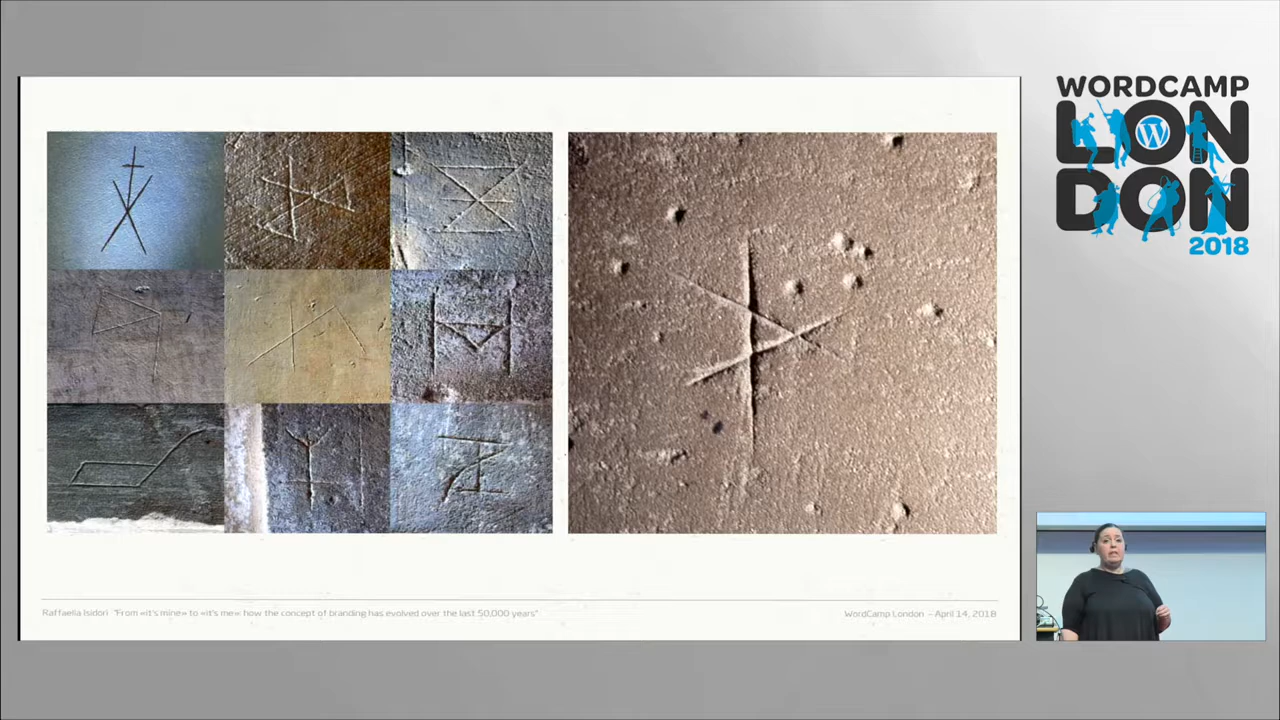 WORDCAMP
LON
DON
2018
Raffaella Isidori "From «it's mine» to «it's me»: how the concept of branding has evolved over the last 50,000 years"
WordCamp London – April 14, 2018